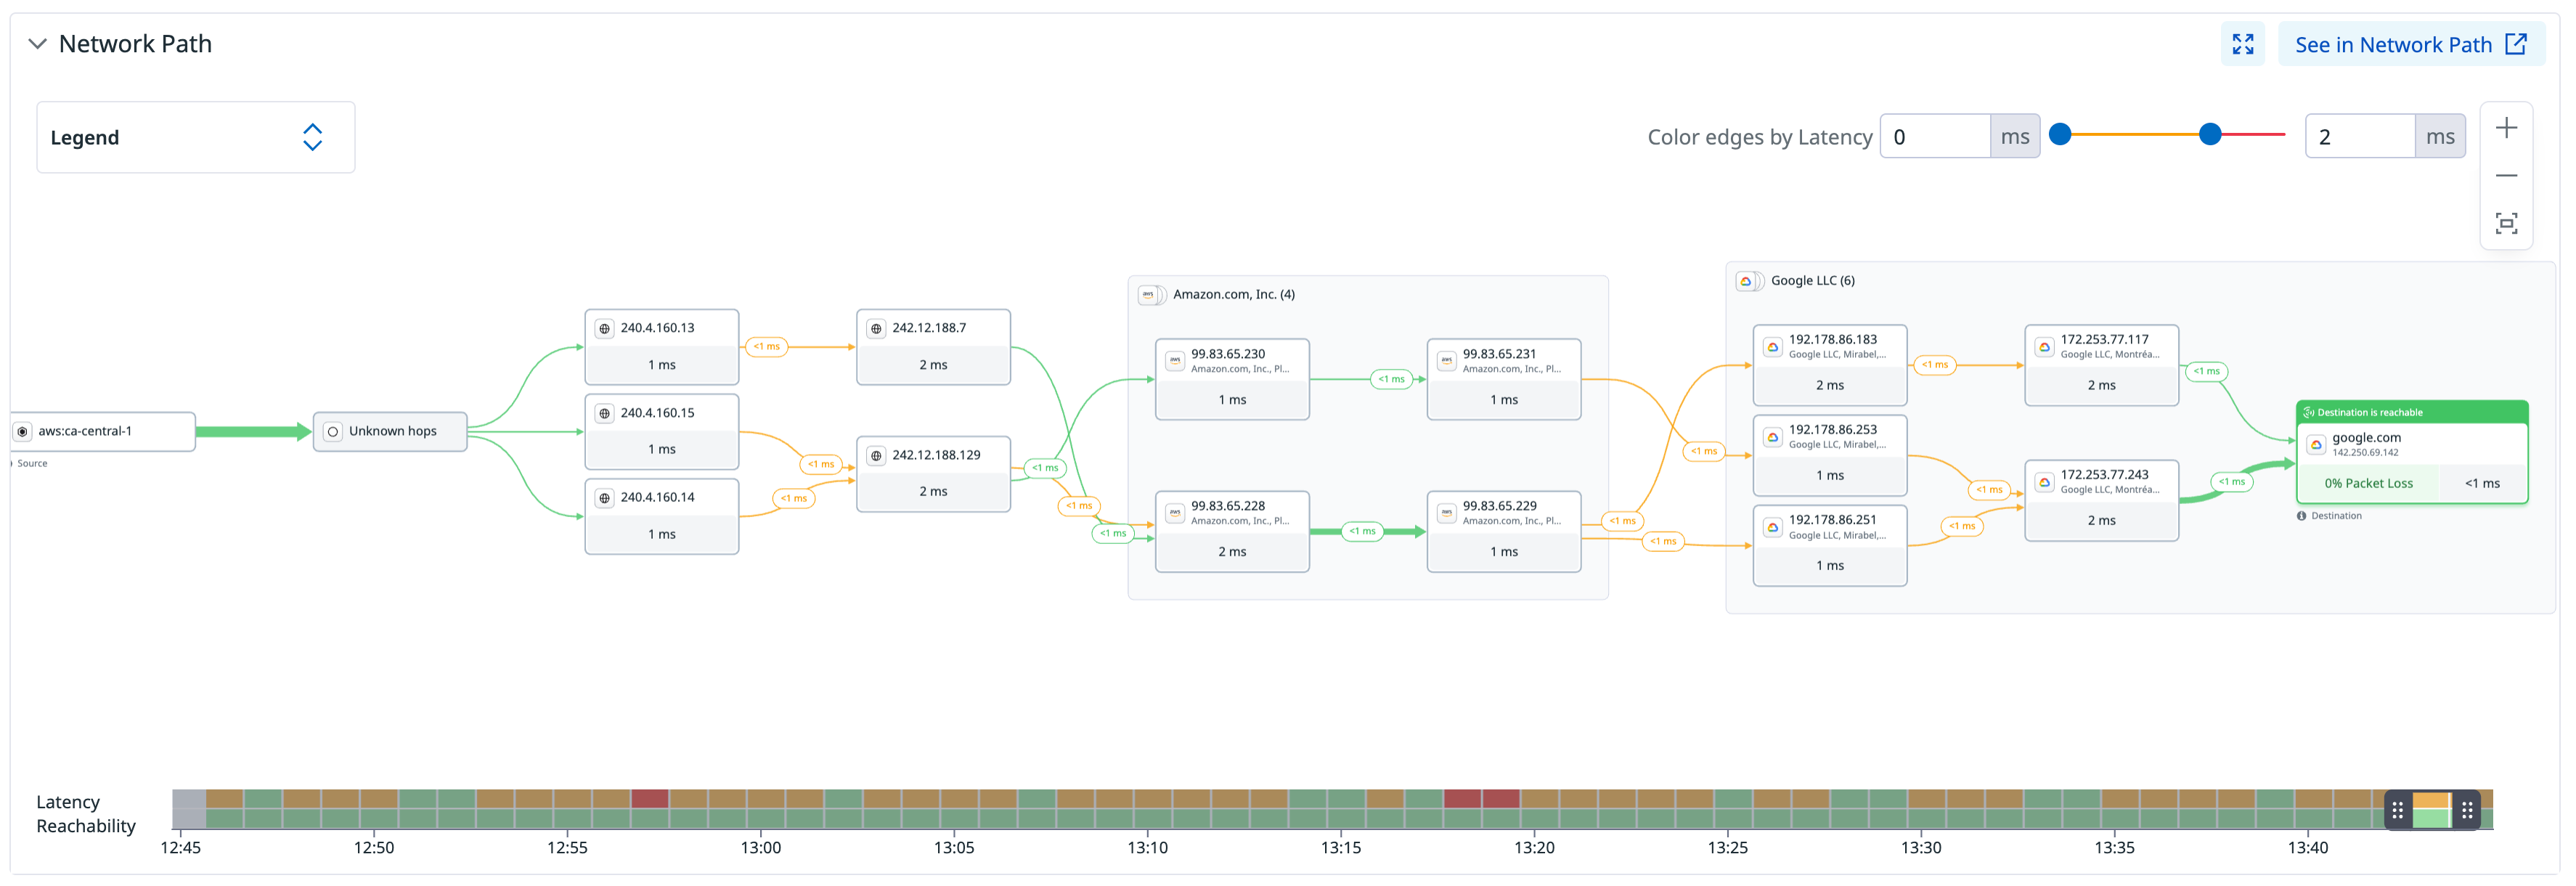 Network Path
See in Network Path
Legend
Color edges by Latency
0 ms
2 ms
aws:ca-central-1
Source
Unknown hops
240.4.160.13
1 ms
240.4.160.15
1 ms
240.4.160.14
1 ms
<1 ms
<1 ms
<1 ms
242.12.188.7
2 ms
242.12.188.129
2 ms
<1 ms
<1 ms
<1 ms
Amazon.com, Inc. (4)
99.83.65.230
Amazon.com, Inc., Pl...
1 ms
<1 ms
99.83.65.231
Amazon.com, Inc., Pl...
1 ms
99.83.65.228
Amazon.com, Inc., Pl...
2 ms
<1 ms
99.83.65.229
Amazon.com, Inc., Pl...
1 ms
<1 ms
<1 ms
<1 ms
Google LLC (6)
192.178.86.183
Google LLC, Mirabel,...
2 ms
192.178.86.253
Google LLC, Mirabel,...
1 ms
192.178.86.251
Google LLC, Mirabel,...
1 ms
<1 ms
<1 ms
<1 ms
172.253.77.117
Google LLC, Montréa...
2 ms
172.253.77.243
Google LLC, Montréa...
2 ms
<1 ms
<1 ms
Destination is reachable
google.com
142.250.69.142
0% Packet Loss
<1 ms
Destination
Latency
Reachability
12:45 12:50 12:55 13:00 13:05 13:10 13:15 13:20 13:25 13:30 13:35 13:40